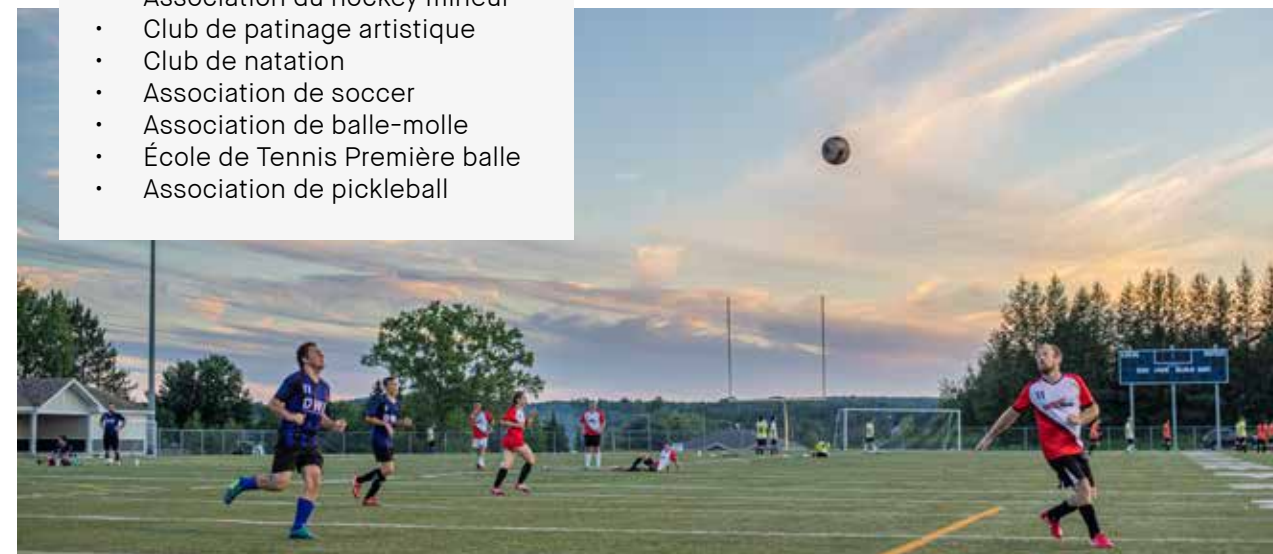 Association du hockey mineur
• Club de patinage artistique
• Club de natation
• Association de soccer
• Association de balle-molle
• École de Tennis Première balle
• Association de pickleball